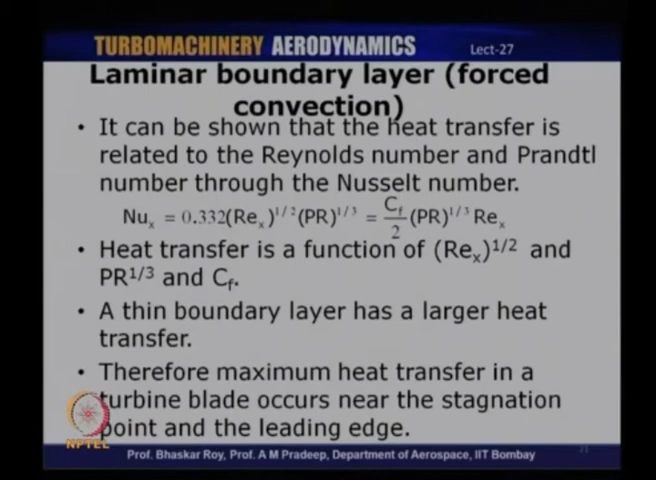 TURBOMACHINERY AERODYNAMICS Lect-27
Laminar boundary layer (forced
convection)
• It can be shown that the heat transfer is
related to the Reynolds number and Prandtl
number through the Nusselt number.
Nuₓ = 0.332(Reₓ)^1/2 (PR)^1/3 = C_f/2 (PR)^1/3 Reₓ
• Heat transfer is a function of (Reₓ)^1/2 and
PR^1/3 and C_f.
• A thin boundary layer has a larger heat
transfer.
• Therefore maximum heat transfer in a
turbine blade occurs near the stagnation
point and the leading edge.
NPTEL
Prof. Bhaskar Roy, Prof. A M Pradeep, Department of Aerospace, IIT Bombay